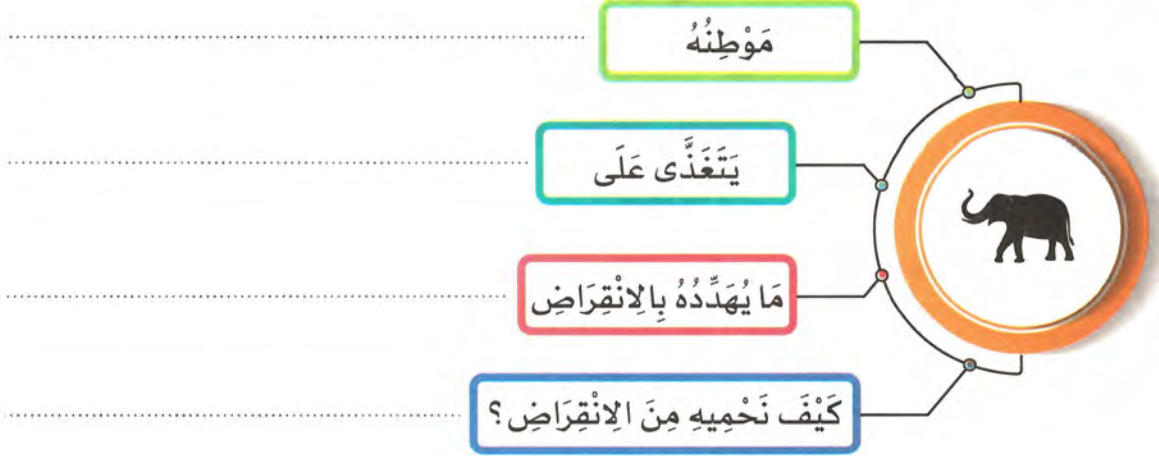 مَوْطِنُهُ
يَتَغَذَّى عَلَى
مَا يُهَدِّدُهُ بِالِانْقِرَاضِ
كَيْفَ نَحْمِيهِ مِنَ الِانْقِرَاضِ؟